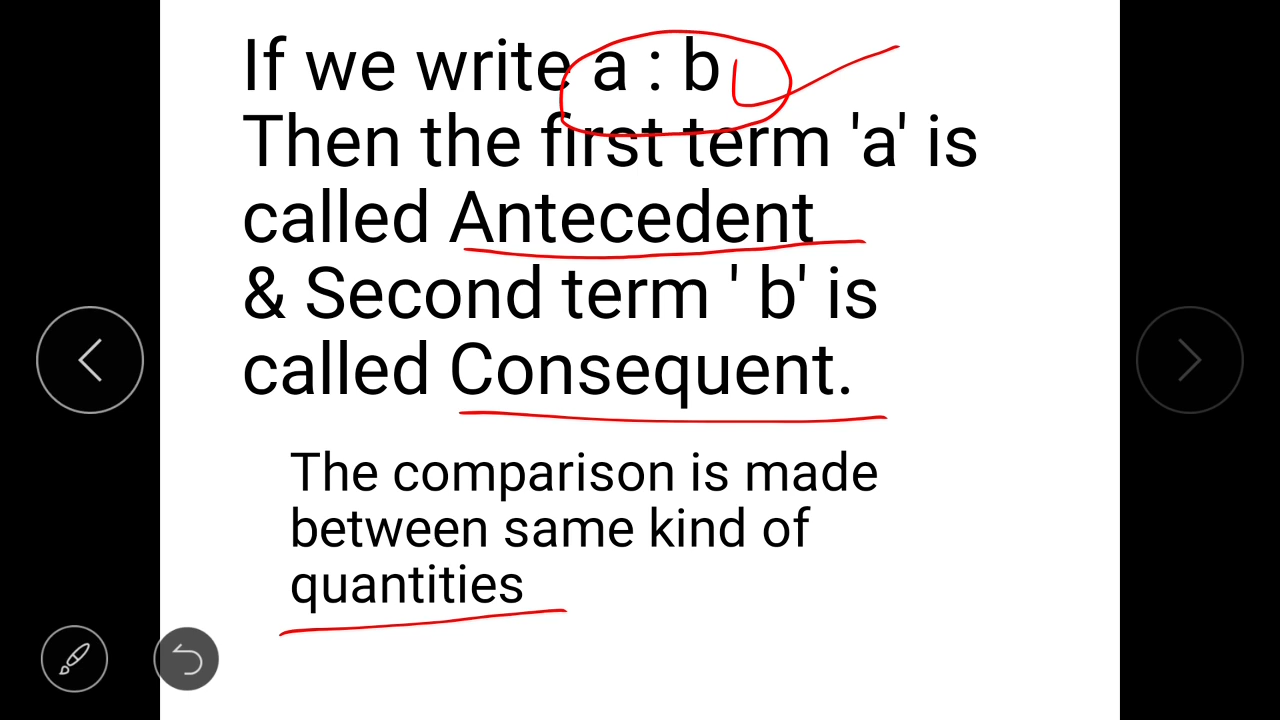 If we write a : b
Then the first term 'a' is
called Antecedent
& Second term ' b' is
called Consequent.
The comparison is made
between same kind of
quantities